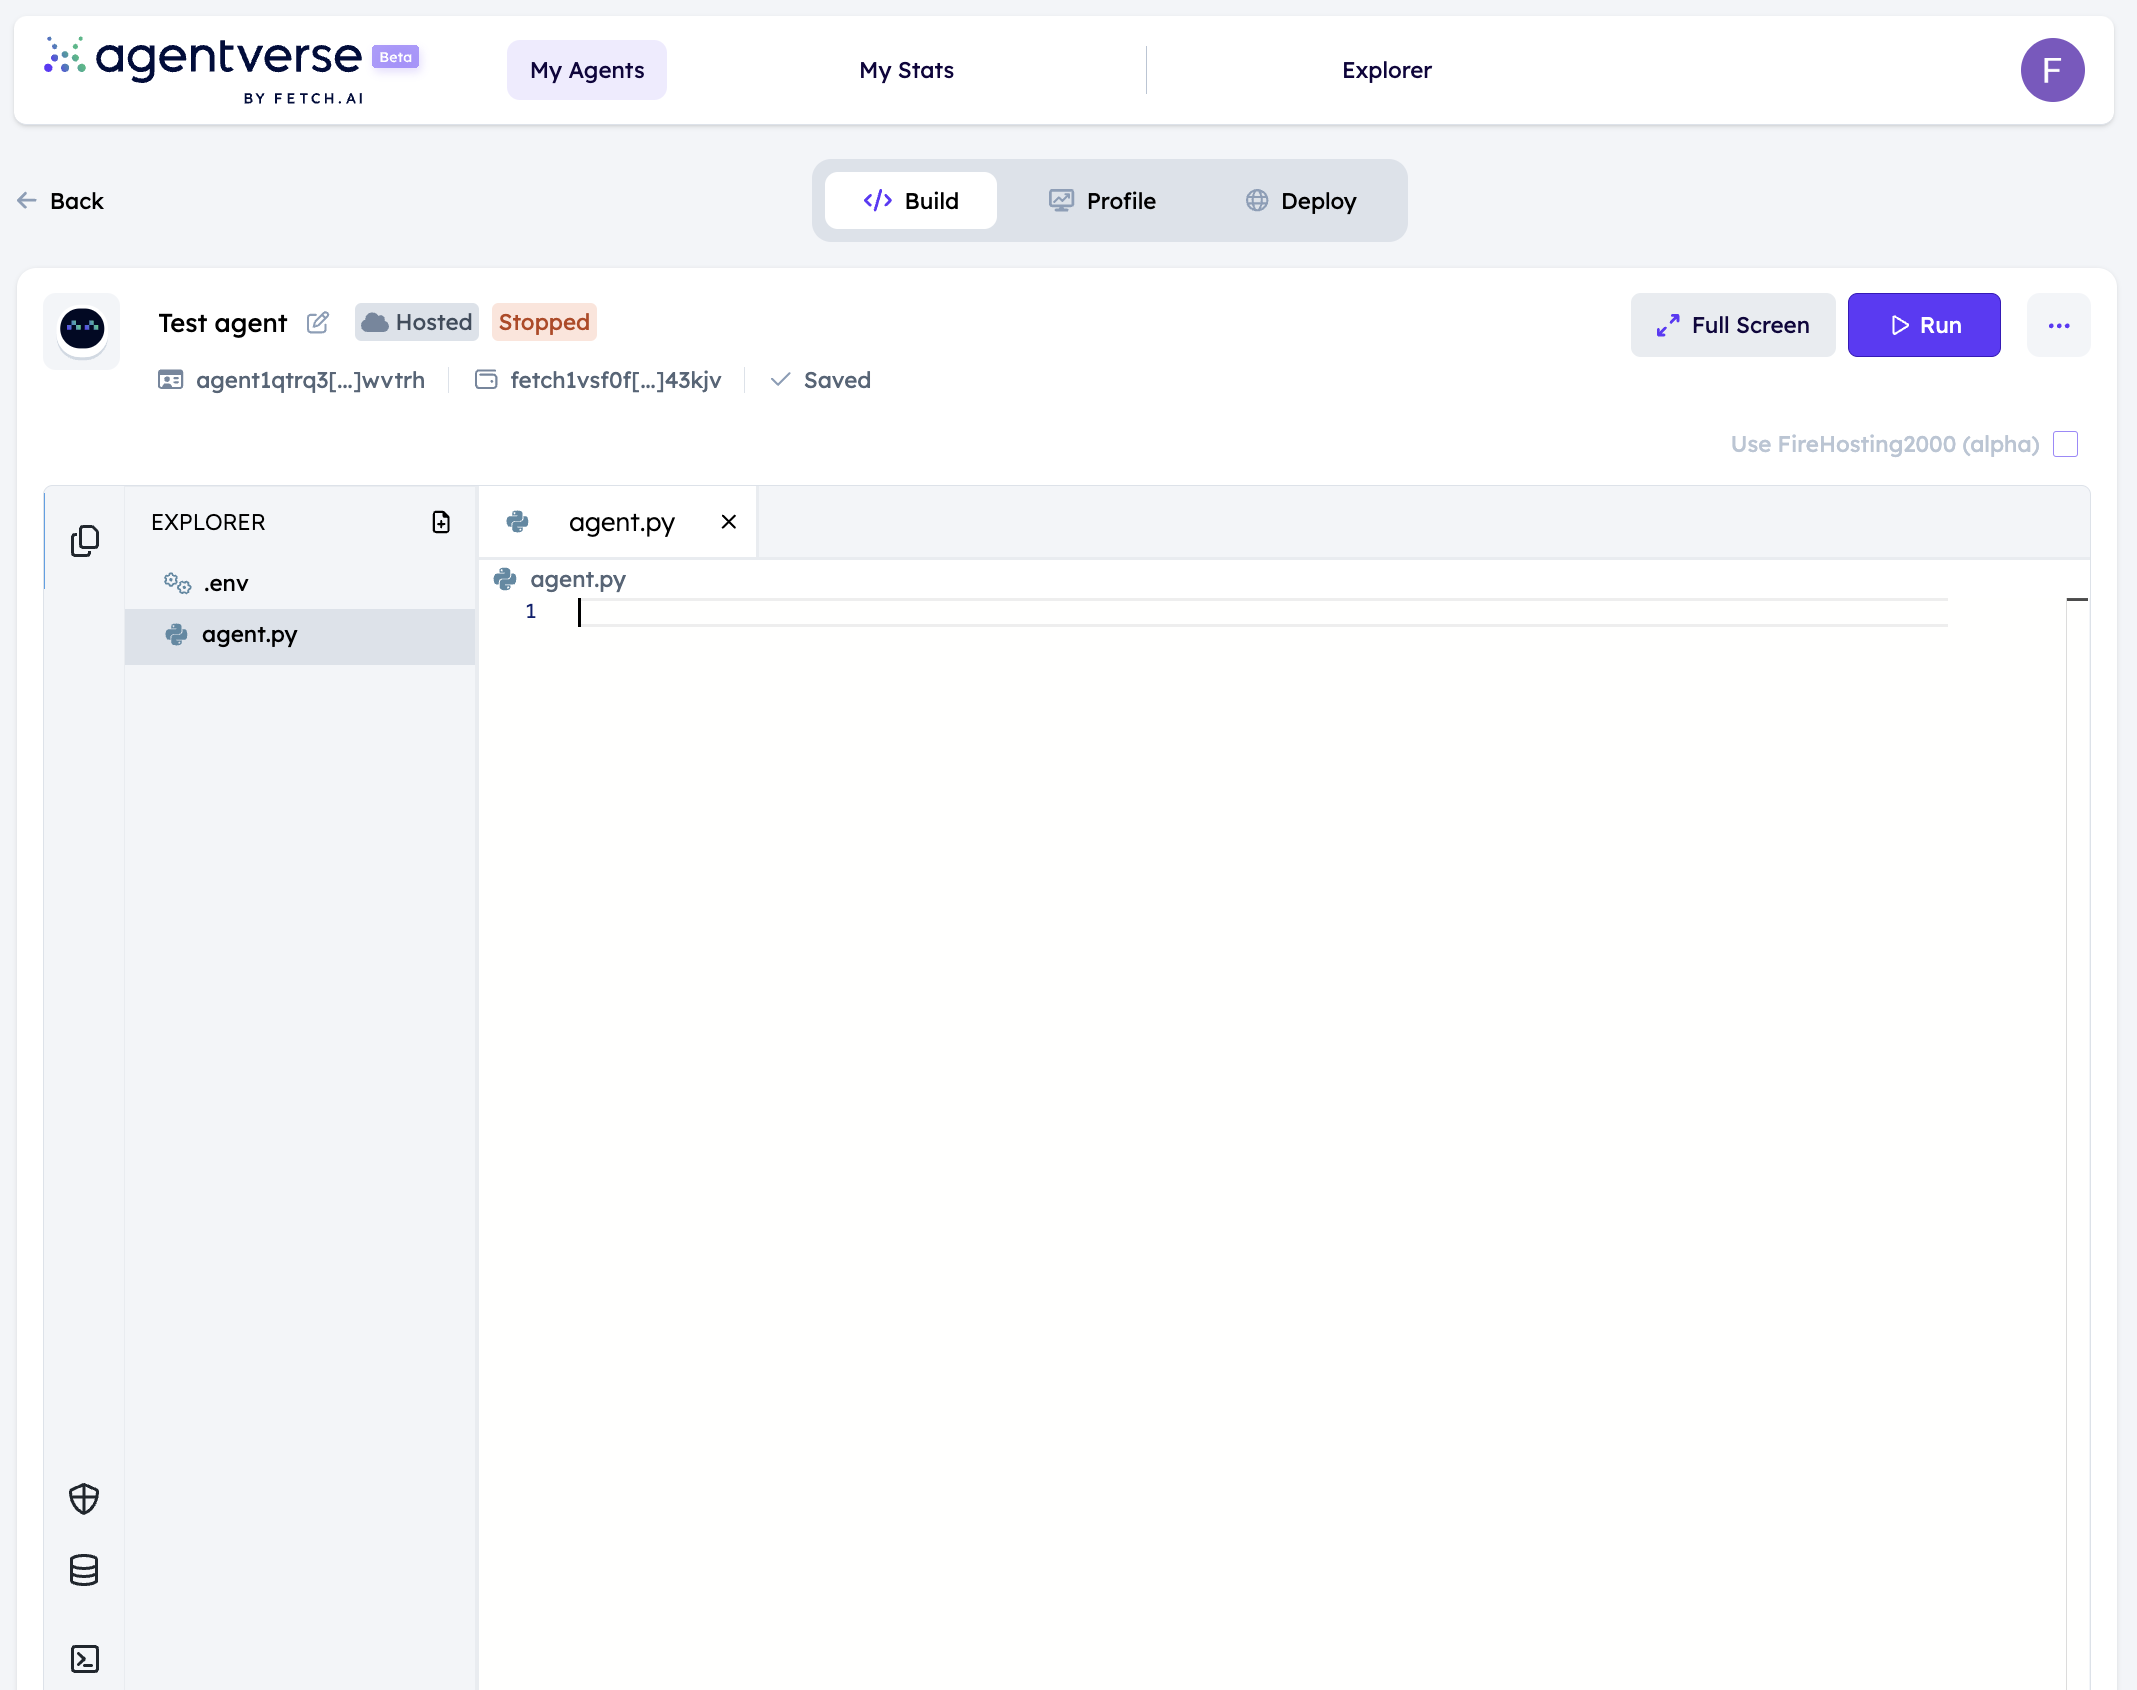 agentverse Beta
BY FETCH.AI
My Agents
My Stats
Explorer
F
Back
Build
Profile
Deploy
Test agent
Hosted
Stopped
Full Screen
Run
agent1qtrq3[...]wvtrh
fetch1vsf0f[...]43kjv
Saved
Use FireHosting2000 (alpha)
EXPLORER
.env
agent.py
agent.py
agent.py
1